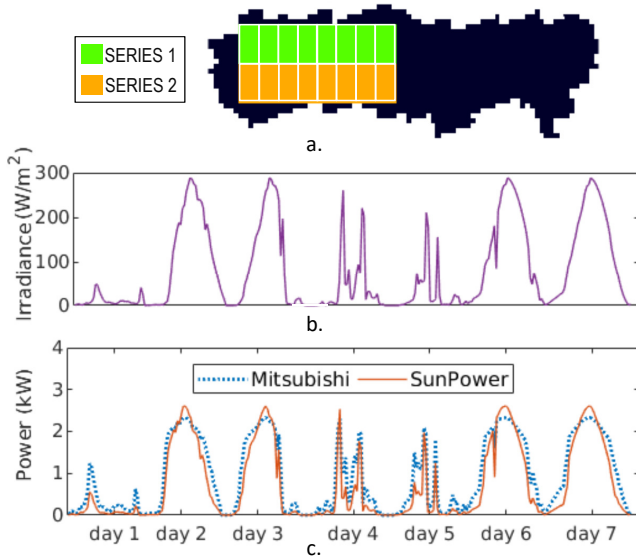 SERIES 1
SERIES 2
a.
Irradiance (W/m²)
300
200
100
0
b.
Power (kW)
4
3
2
1
0
Mitsubishi
SunPower
day 1 day 2 day 3 day 4 day 5 day 6 day 7
c.